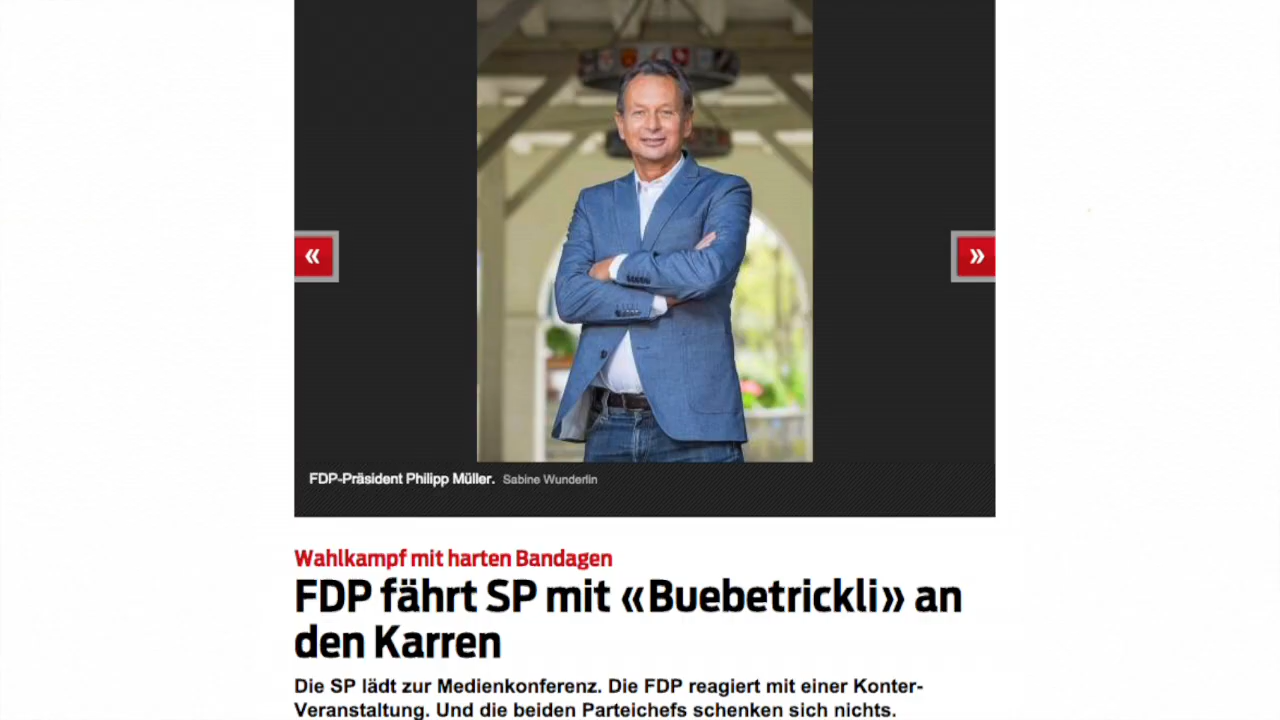 «
»
FDP-Präsident Philipp Müller. Sabine Wunderlin
Wahlkampf mit harten Bandagen
FDP fährt SP mit «Buebetrickli» an
den Karren
Die SP lädt zur Medienkonferenz. Die FDP reagiert mit einer Konter-
Veranstaltung. Und die beiden Parteichefs schenken sich nichts.